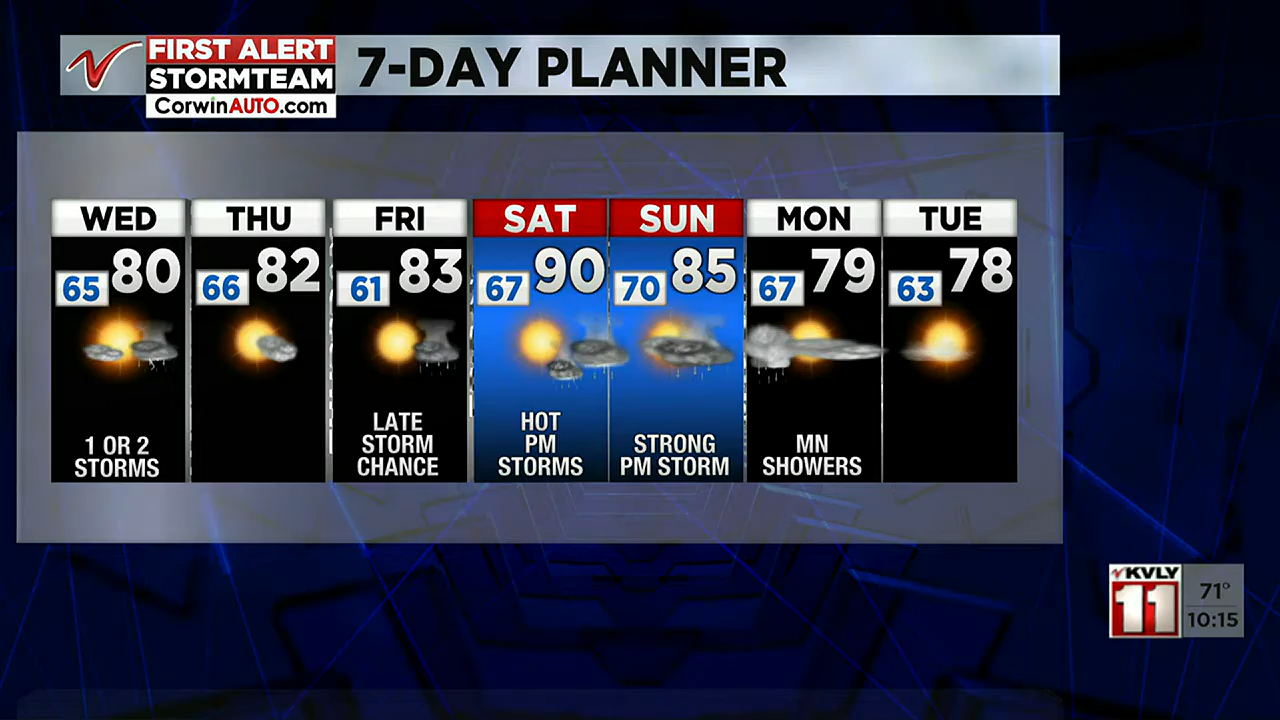 FIRST ALERT
STORMTEAM
CorwinAUTO.com
7-DAY PLANNER
WED THU FRI SAT SUN MON TUE
65 80 66 82 61 83 67 90 70 85 67 79 63 78
1 OR 2
STORMS
LATE
STORM
CHANCE
HOT
PM
STORMS
STRONG
PM STORM
MN
SHOWERS
KVLY
11
71°
10:15